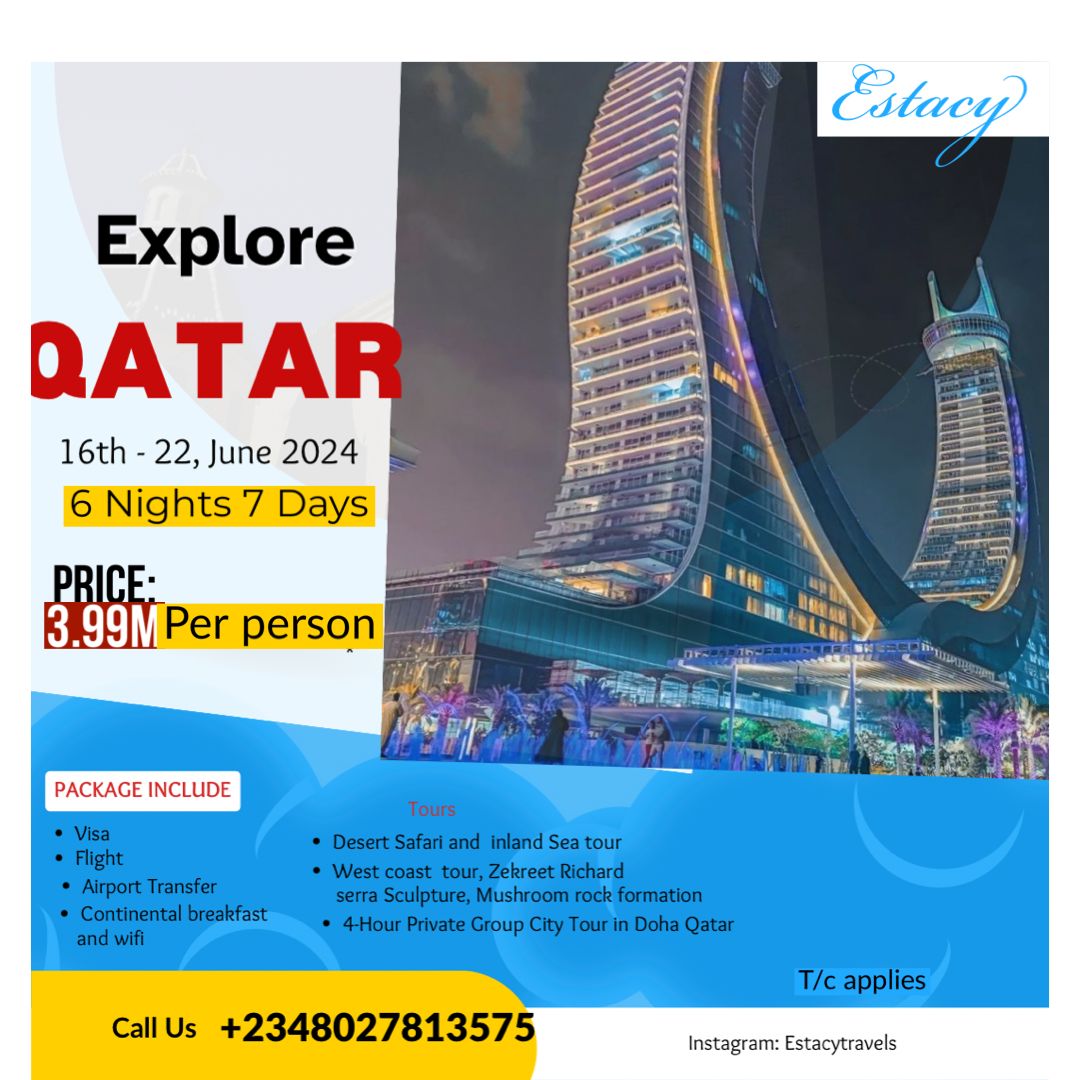 Estacy
Explore
QATAR
16th - 22, June 2024
6 Nights 7 Days
PRICE:
3.99M Per person
PACKAGE INCLUDE
• Visa
• Flight
• Airport Transfer
• Continental breakfast
and wifi
Tours
• Desert Safari and inland Sea tour
• West coast tour, Zekreet Richard
serra Sculpture, Mushroom rock formation
• 4-Hour Private Group City Tour in Doha Qatar
T/c applies
Call Us +2348027813575
Instagram: Estacytravels